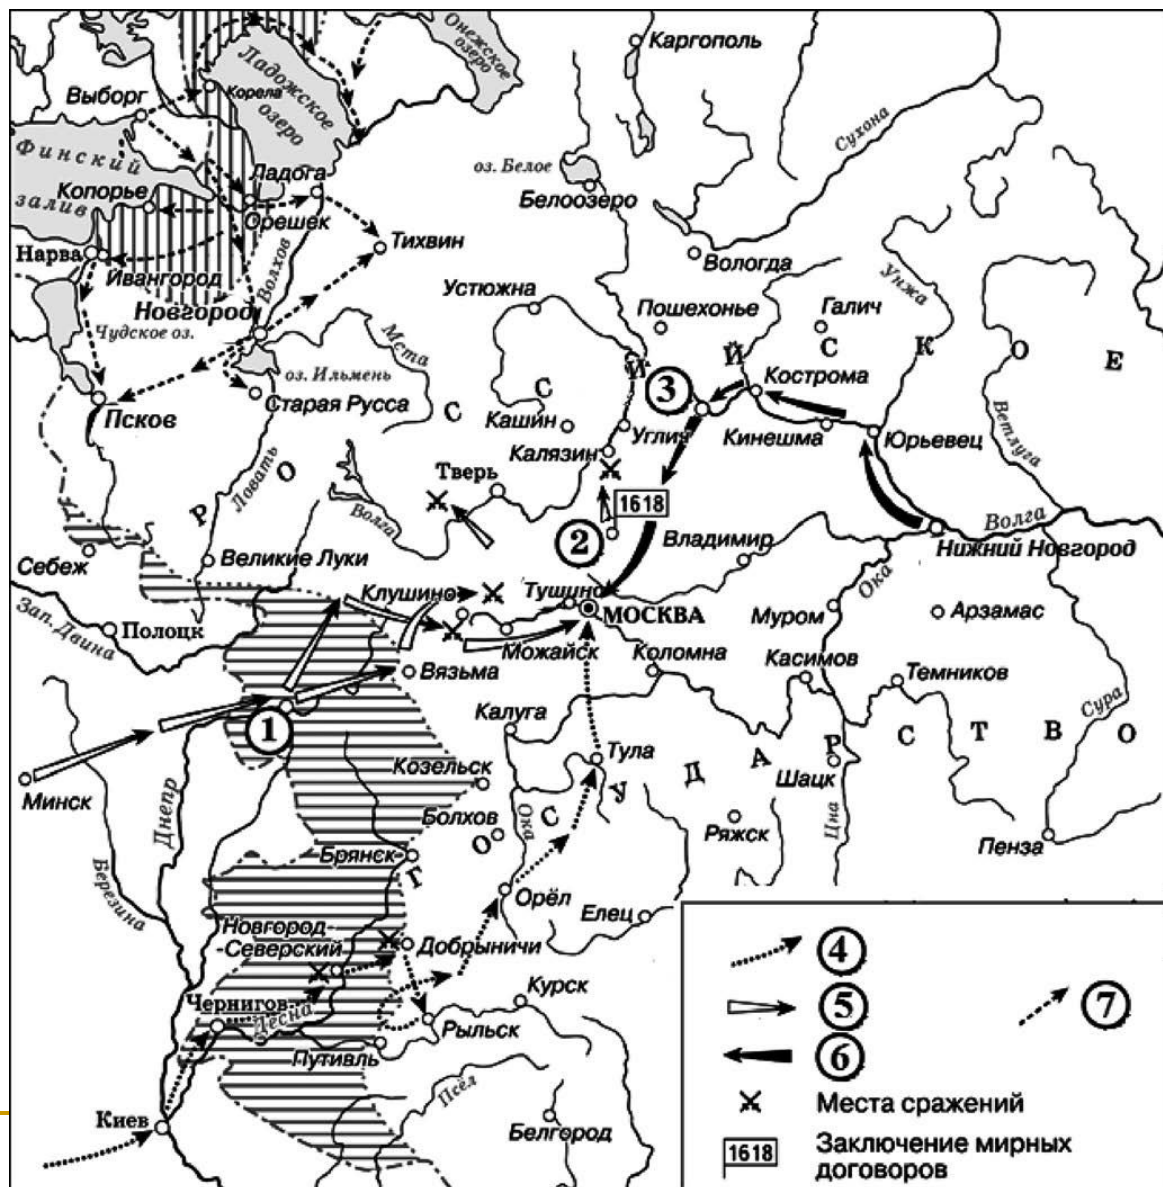 Каргополь
Онежское
озеро
Ладожское
озеро
Корела
Выборг
Сухона
Финский
залив
оз. Белое
Белоозеро
Ладога
Копорье
Орешек
Нарва
Ивангород
Волхов
Тихвин
Вологда
Унжа
Новгород
Устюжна
Пошехонье
Галич
Чудское оз.
Мста
оз. Ильмень
Кострома
3
Псков
Старая Русса
Кашин
Углич
Кинешма
Юрьевец
Ветлуга
Калязин
Ловать
Тверь
Волга
1618
2
Владимир
Волга
Нижний Новгород
Себеж
Великие Луки
Клушино
Тушино
МОСКВА
Ока
Муром
Арзамас
Зап. Двина
Полоцк
Можайск
Коломна
Касимов
Темников
Вязьма
Сура
1
Калуга
Тула
Минск
Днепр
Козельск
Шацк
Болхов
Ока
Ряжск
Цна
Пенза
Березина
Брянск
Орёл
Елец
РОССИЙСКОЕ
ГОСУДАРСТВО
Новгород
-Северский
Добрыничи
Чернигов
Десна
Курск
Рыльск
Путивль
Псёл
Киев
Белгород
4
5
7
6
Места сражений
1618
Заключение мирных
договоров